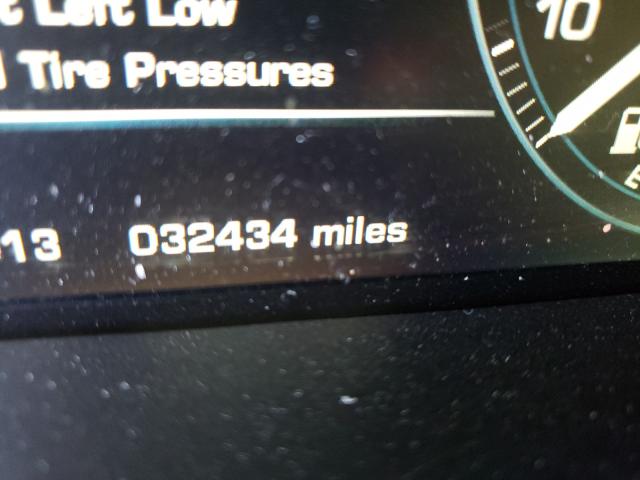 t Left Low
Tire Pressures
10
13 032434 miles
E